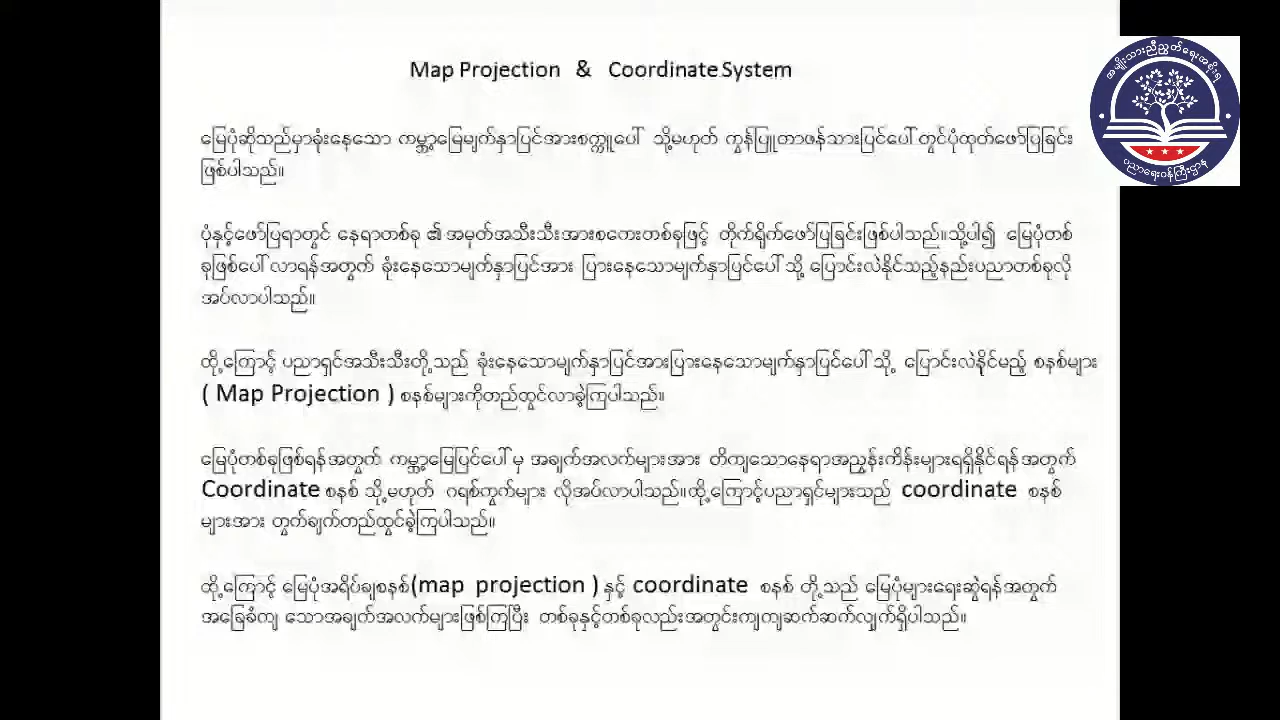 Map Projection & Coordinate System
မြေပုံဆိုသည်မှာခုံးနေသော ကမ္ဘာ့မြေမျက်နှာပြင်အားစက္ကူပေါ် သို့မဟုတ် ကွန်ပြူတာဇန်သားပြင်ပေါ် တွင်ပုံထုတ်ဖော်ပြခြင်း
ဖြစ်ပါသည်။
ပုံနှင့်ဖော်ပြရာတွင် နေရာတစ်ခု ၏ အမှတ်အသီးသီးအားစကေးတစ်ခုဖြင့် တိုက်ရိုက်ဖော်ပြခြင်းဖြစ်ပါသည်။သို့ပါ၍ မြေပုံတစ်
ခုဖြစ်ပေါ် လာရန်အတွက် ခုံးနေသောမျက်နှာပြင်အား ပြားနေသောမျက်နှာပြင်ပေါ် သို့ ပြောင်းလဲနိုင်သည့်နည်းပညာတစ်ခုလို
အပ်လာပါသည်။
ထို့ကြောင့် ပညာရှင်အသီးသီးတို့သည် ခုံးနေသောမျက်နှာပြင်အားပြားနေသောမျက်နှာပြင်ပေါ် သို့ ပြောင်းလဲနိုင်မည့် စနစ်များ
( Map Projection ) စနစ်များကိုတည်ထွင်လာခဲ့ကြပါသည်။
မြေပုံတစ်ခုဖြစ်ရန်အတွက် ကမ္ဘာ့မြေပြင်ပေါ် မှ အချက်အလက်များအား တိကျသောနေရာအညွှန်းကိန်းများရရှိနိုင်ရန်အတွက်
Coordinate စနစ် သို့မဟုတ် ဂရစ်ကွက်များ လိုအပ်လာပါသည်။ထို့ကြောင့်ပညာရှင်များသည် coordinate စနစ်
များအား တွက်ချက်တည်ထွင်ခဲ့ကြပါသည်။
ထို့ကြောင့် မြေပုံအရိပ်ချစနစ်(map projection ) နှင့် coordinate စနစ် တို့သည် မြေပုံများရေးဆွဲရန်အတွက်
အခြေခံကျ သောအချက်အလက်များဖြစ်ကြပြီး တစ်ခုနှင့်တစ်ခုလည်းအတွင်းကျကျဆက်ဆက်လျှက်ရှိပါသည်။
အမျိုးသားညီညွတ်ရေးအစိုးရ
ပညာရေးဝန်ကြီးဌာန